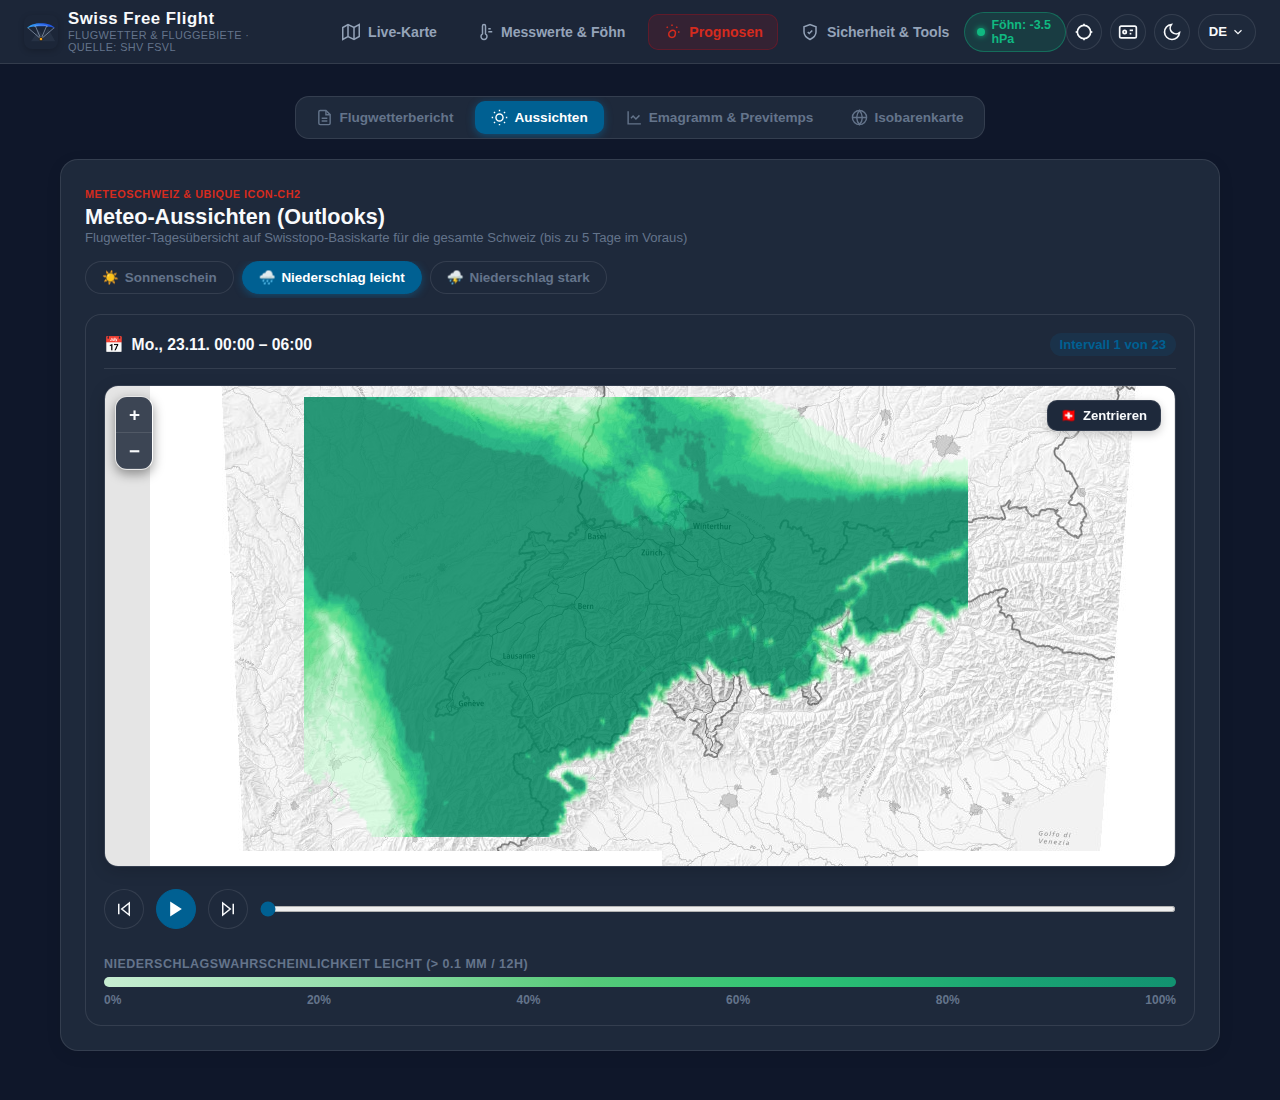 Swiss Free Flight
FLUGWETTER & FLUGGEBIETE ·
QUELLE: SHV FSVL
Live-Karte
Messwerte & Föhn
Prognosen
Sicherheit & Tools
Föhn: -3.5
hPa
DE
Flugwetterbericht
Aussichten
Emagramm & Previtemps
Isobarenkarte
METEOSCHWEIZ & UBIQUE ICON-CH2
Meteo-Aussichten (Outlooks)
Flugwetter-Tagesübersicht auf Swisstopo-Basiskarte für die gesamte Schweiz (bis zu 5 Tage im Voraus)
Sonnenschein
Niederschlag leicht
Niederschlag stark
17
Mo., 23.11. 00:00 – 06:00
Intervall 1 von 23
+
−
Zentrieren
Winterthur
Basel
Zürich
Bern
Lausanne
Genève
Golfo di
Venezia
NIEDERSCHLAGSWAHRSCHEINLICHKEIT LEICHT (> 0.1 MM / 12H)
0%
20%
40%
60%
80%
100%